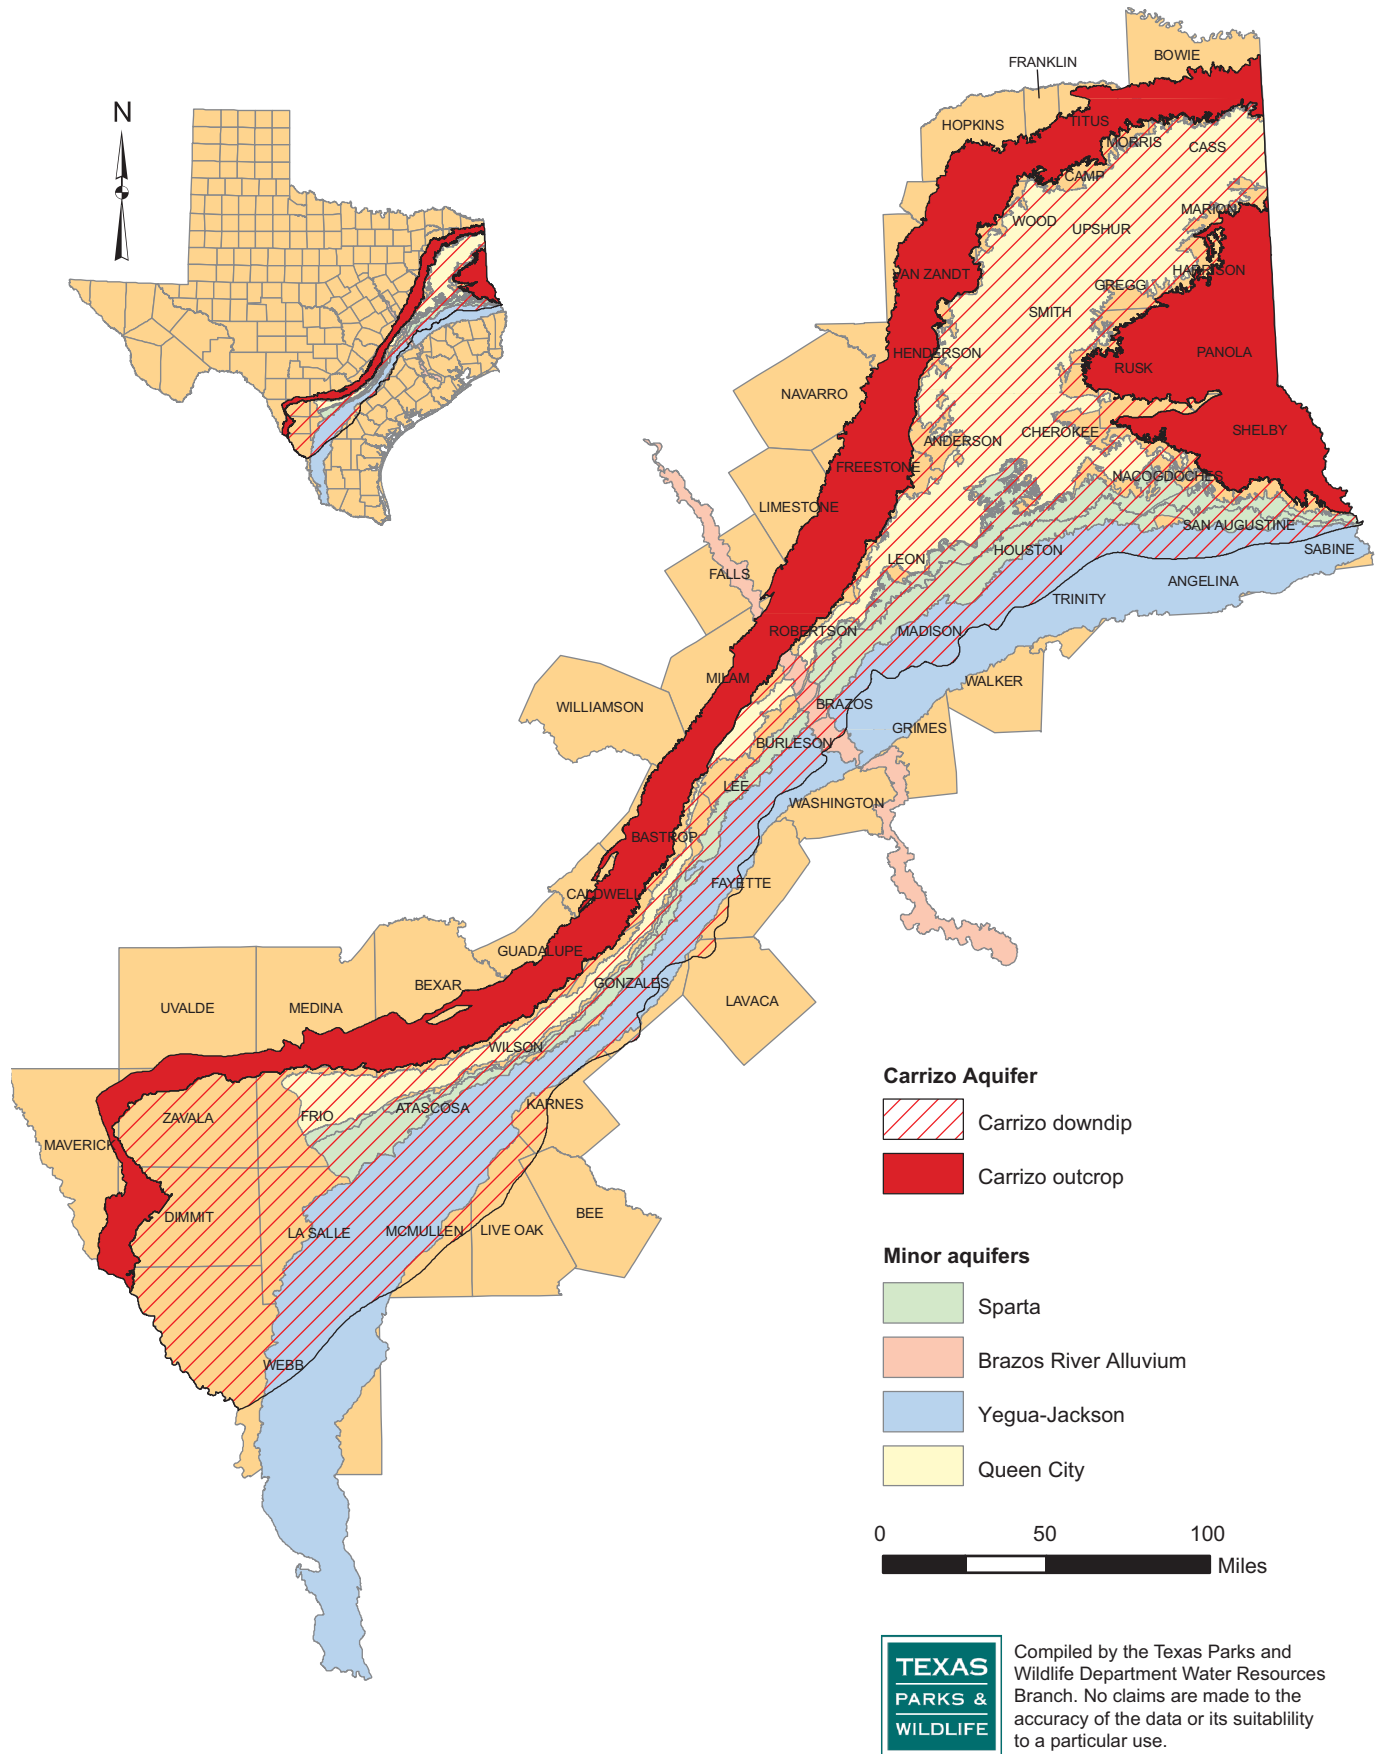 BOWIE
FRANKLIN
N
HOPKINS
TITUS
MORRIS
CASS
CAMP
MARION
WOOD
UPSHUR
HARRISON
VAN ZANDT
GREGG
SMITH
HENDERSON
PANOLA
RUSK
NAVARRO
SHELBY
CHEROKEE
ANDERSON
FREESTONE
NACOGDOCHES
LIMESTONE
SAN AUGUSTINE
HOUSTON
SABINE
LEON
FALLS
ANGELINA
TRINITY
ROBERTSON
MADISON
MILAM
WALKER
WILLIAMSON
BRAZOS
GRIMES
BURLESON
LEE
WASHINGTON
BASTROP
FAYETTE
CALDWELL
GUADALUPE
BEXAR
GONZALES
LAVACA
UVALDE
MEDINA
WILSON
KARNES
ATASCOSA
FRIO
ZAVALA
MAVERICK
BEE
DIMMIT
LA SALLE
MCMULLEN
LIVE OAK
WEBB
Carrizo Aquifer
Carrizo downdip
Carrizo outcrop
Minor aquifers
Sparta
Brazos River Alluvium
Yegua-Jackson
Queen City
0 50 100
Miles
TEXAS
PARKS &
WILDLIFE
Compiled by the Texas Parks and
Wildlife Department Water Resources
Branch. No claims are made to the
accuracy of the data or its suitablility
to a particular use.